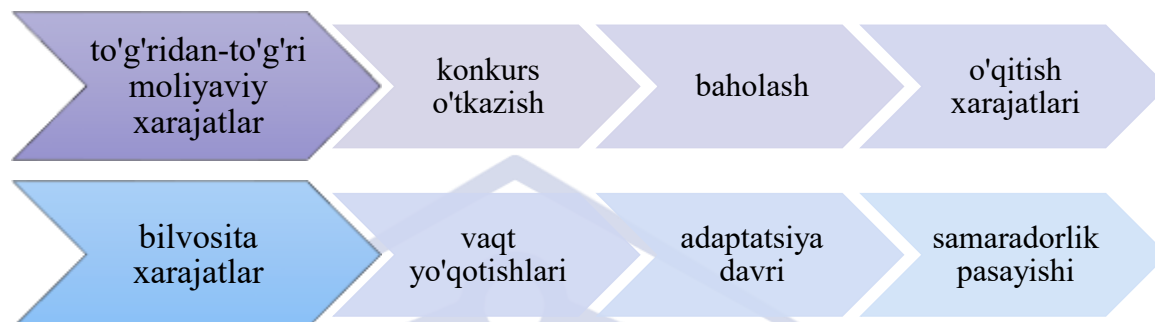 to'g'ridan-to'g'ri
moliyaviy
xarajatlar
konkurs
o'tkazish
baholash
o'qitish
xarajatlari
bilvosita
xarajatlar
vaqt
yo'qotishlari
adaptatsiya
davri
samaradorlik
pasayishi